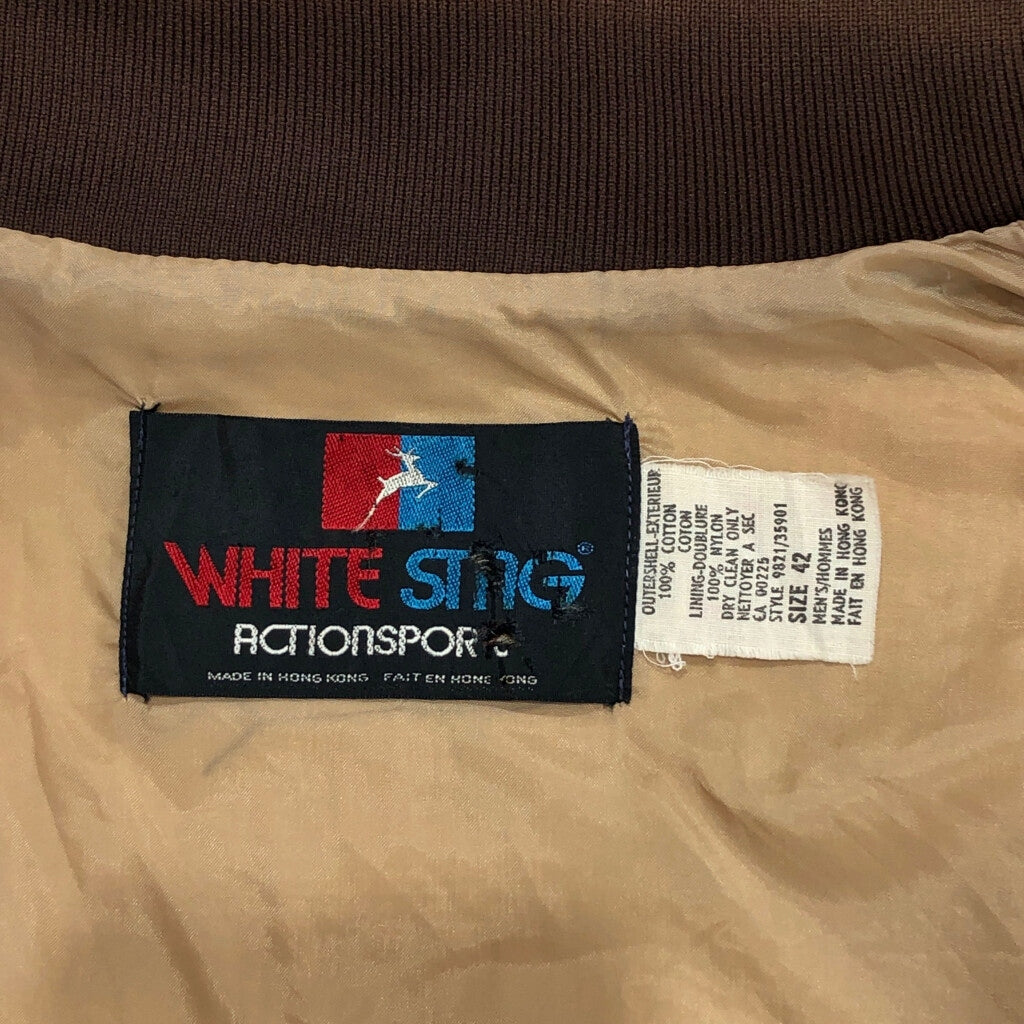 WHITE STAG®
ACTIONSPORTS
MADE IN HONG KONG FAIT EN HONG KONG
OUTERSHELL-EXTERIEUR
100% COTTON
COTON
LINING-DOUBLURE
100% NYLON
DRY CLEAN ONLY
NETTOYER A SEC
CA 00225
STYLE 9821/35901
SIZE 42
MEN'S/HOMMES
MADE IN HONG KONG
FAIT EN HONG KONG